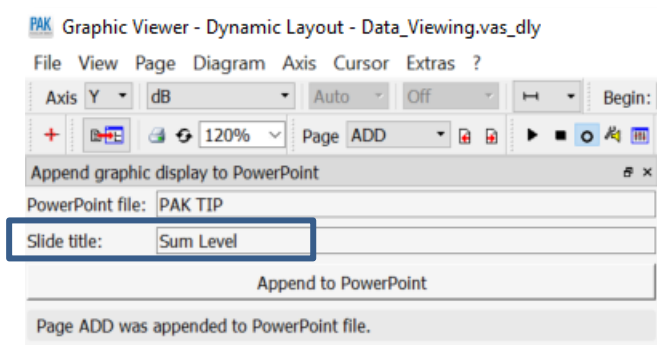 PAK Graphic Viewer - Dynamic Layout - Data_Viewing.vas_dly
File View Page Diagram Axis Cursor Extras ?
Axis Y dB Auto Off Begin:
120% Page ADD
Append graphic display to PowerPoint
PowerPoint file: PAK TIP
Slide title: Sum Level
Append to PowerPoint
Page ADD was appended to PowerPoint file.